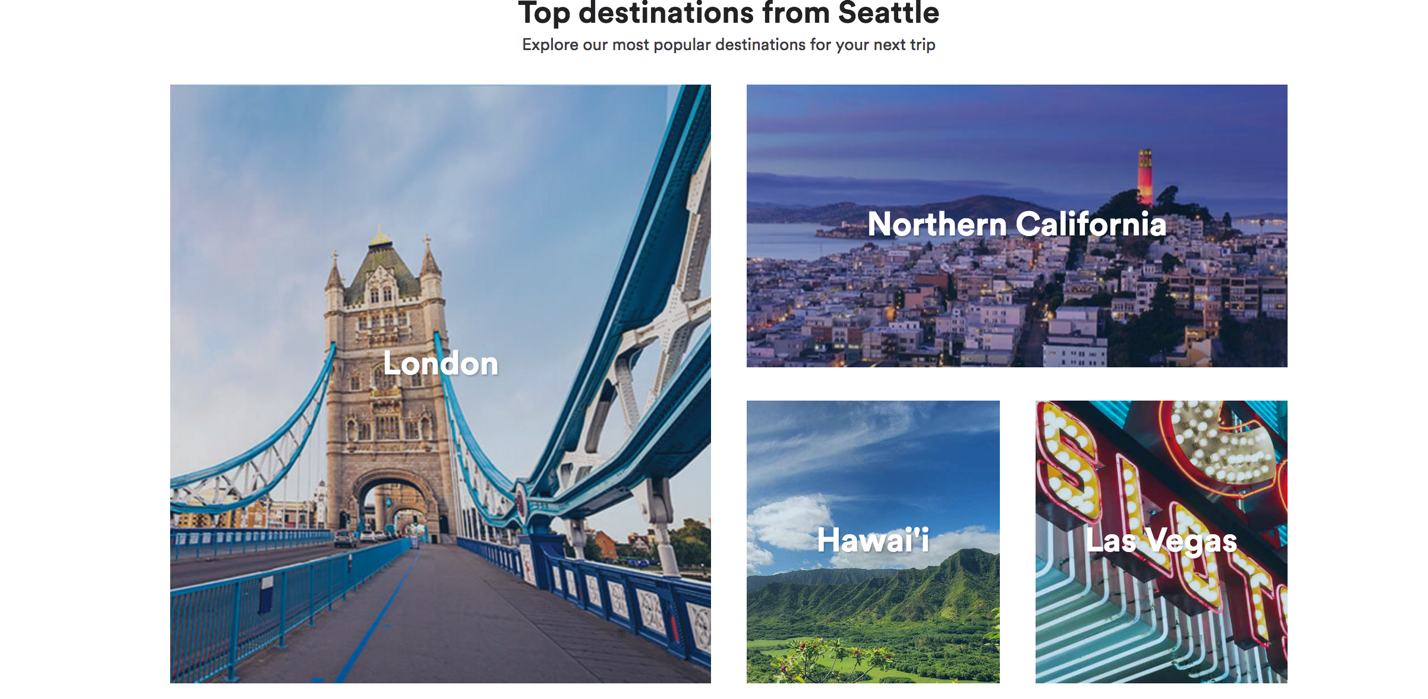 Top destinations from Seattle
Explore our most popular destinations for your next trip
London
Northern California
Hawai'i
Las Vegas
SLOTS